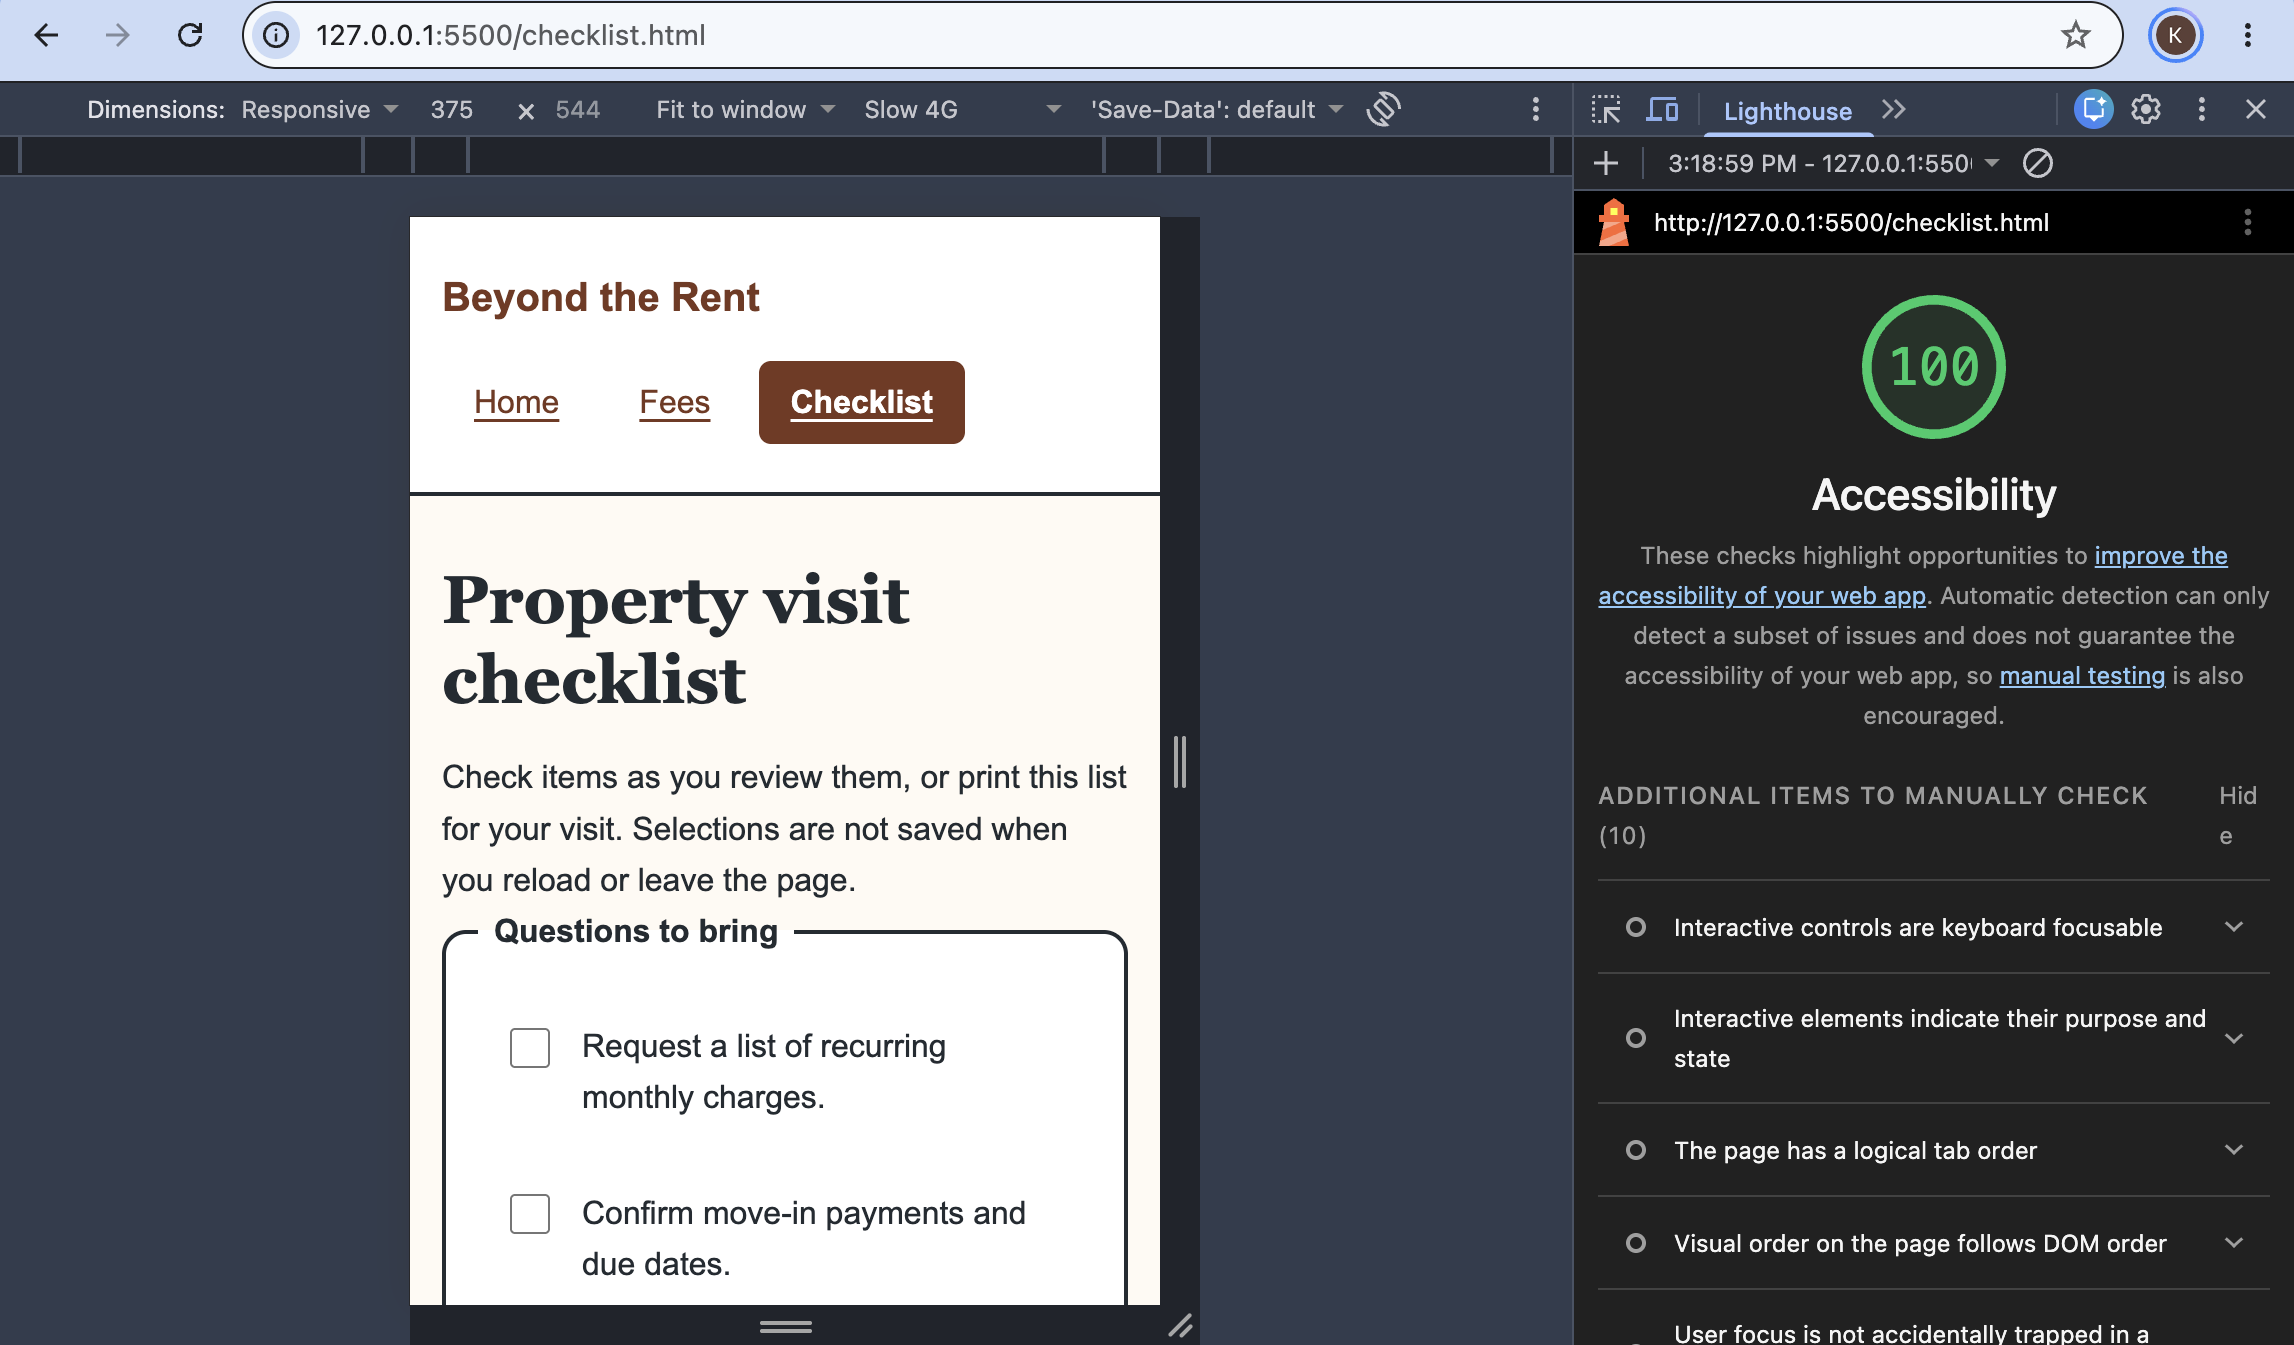 127.0.0.1:5500/checklist.html
K
Dimensions: Responsive 375 × 544 Fit to window Slow 4G 'Save-Data': default
Lighthouse
3:18:59 PM - 127.0.0.1:550
http://127.0.0.1:5500/checklist.html
Beyond the Rent
Home Fees Checklist
Property visit
checklist
Check items as you review them, or print this list
for your visit. Selections are not saved when
you reload or leave the page.
Questions to bring
Request a list of recurring
monthly charges.
Confirm move-in payments and
due dates.
100
Accessibility
These checks highlight opportunities to improve the
accessibility of your web app. Automatic detection can only
detect a subset of issues and does not guarantee the
accessibility of your web app, so manual testing is also
encouraged.
ADDITIONAL ITEMS TO MANUALLY CHECK
(10)
Hid
e
Interactive controls are keyboard focusable
Interactive elements indicate their purpose and
state
The page has a logical tab order
Visual order on the page follows DOM order
User focus is not accidentally trapped in a